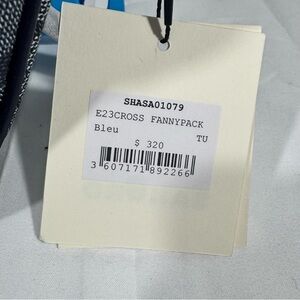 SHASA01079
E23CROSS FANNYPACK
Bleu
TU
$ 320
3 607171 892266